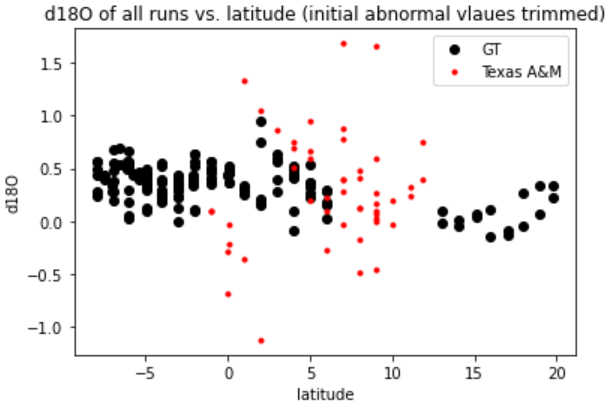 d18O of all runs vs. latitude (initial abnormal vlaues trimmed)
GT
Texas A&M
1.5
1.0
0.5
0.0
−0.5
−1.0
d18O
−5
0
5
10
15
20
latitude